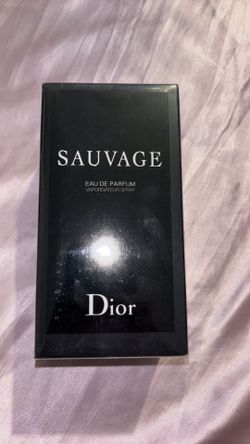 SAUVAGE
EAU DE PARFUM
VAPORISATEUR SPRAY
Dior